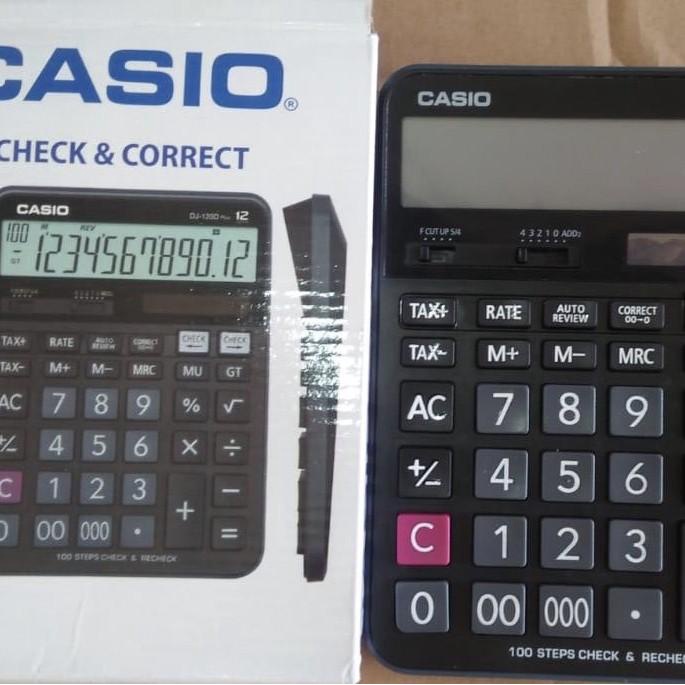 CASIO®
CHECK & CORRECT
CASIO
DJ-120D Plus 12
100 M REV
GT 1234567890.12
TAX+ RATE AUTO REVIEW CORRECT 00→0 CHECK ← CHECK →
TAX- M+ M- MRC MU GT
AC 7 8 9 % √
+/- 4 5 6 × ÷
C 1 2 3 + -
0 00 000 . =
100 STEPS CHECK & RECHECK
CASIO
F CUT UP 5/4 4 3 2 1 0 ADD2
TAX+ RATE AUTO REVIEW CORRECT 00→0
TAX- M+ M- MRC
AC 7 8 9
+/- 4 5 6
C 1 2 3
0 00 000 .
100 STEPS CHECK & RECHEC